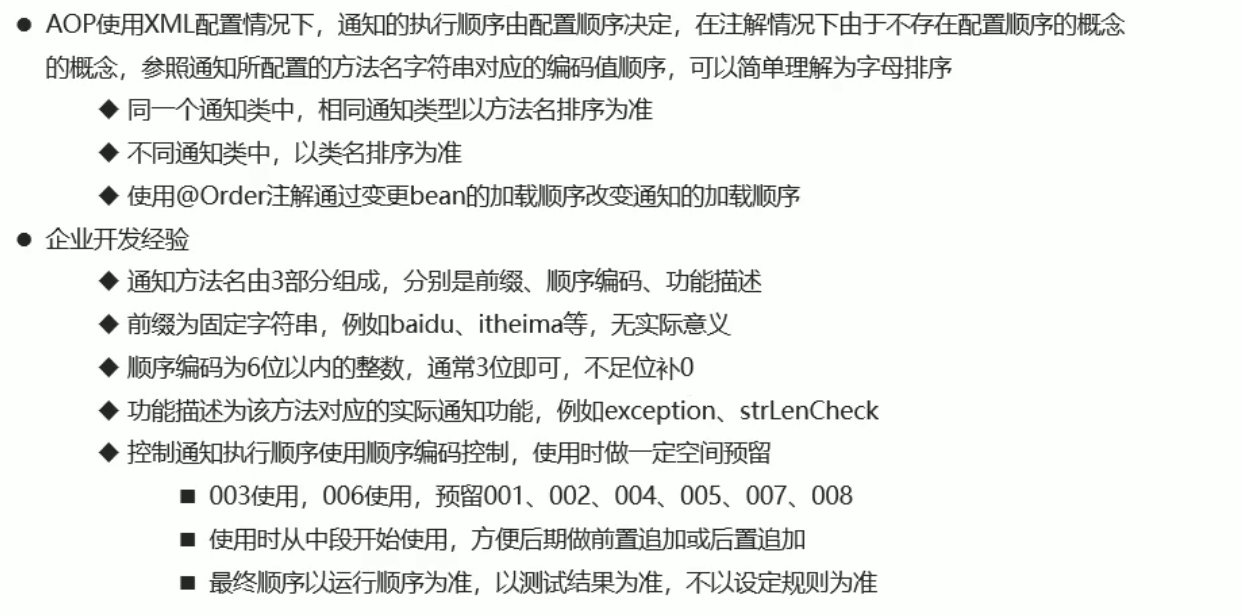 ● AOP使用XML配置情况下，通知的执行顺序由配置顺序决定，在注解情况下由于不存在配置顺序的概念
的概念，参照通知所配置的方法名字符串对应的编码值顺序，可以简单理解为字母排序
◆ 同一个通知类中，相同通知类型以方法名排序为准
◆ 不同通知类中，以类名排序为准
◆ 使用@Order注解通过变更bean的加载顺序改变通知的加载顺序
● 企业开发经验
◆ 通知方法名由3部分组成，分别是前缀、顺序编码、功能描述
◆ 前缀为固定字符串，例如baidu、itheima等，无实际意义
◆ 顺序编码为6位以内的整数，通常3位即可，不足位补0
◆ 功能描述为该方法对应的实际通知功能，例如exception、strLenCheck
◆ 控制通知执行顺序使用顺序编码控制，使用时做一定空间预留
■ 003使用，006使用，预留001、002、004、005、007、008
■ 使用时从中段开始使用，方便后期做前置追加或后置追加
■ 最终顺序以运行顺序为准，以测试结果为准，不以设定规则为准